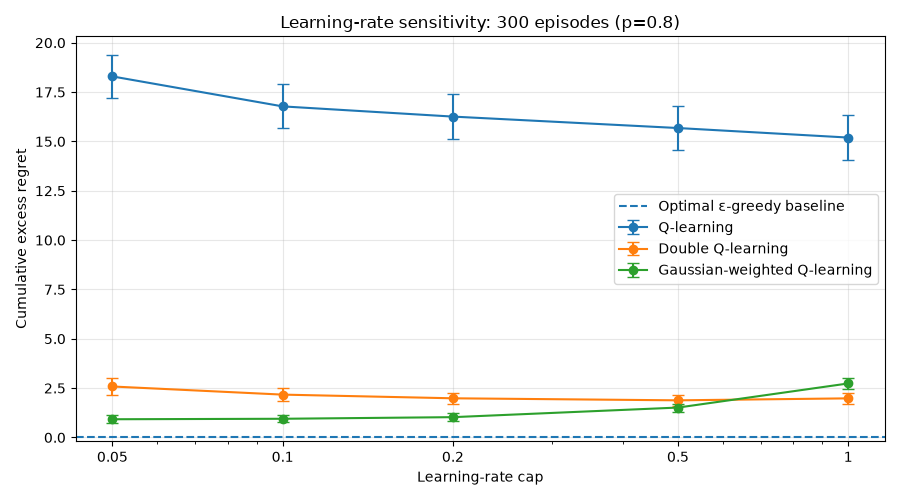 Learning-rate sensitivity: 300 episodes (p=0.8)
Cumulative excess regret
20.0
17.5
15.0
12.5
10.0
7.5
5.0
2.5
0.0
Optimal ε-greedy baseline
Q-learning
Double Q-learning
Gaussian-weighted Q-learning
0.05
0.1
0.2
0.5
1
Learning-rate cap